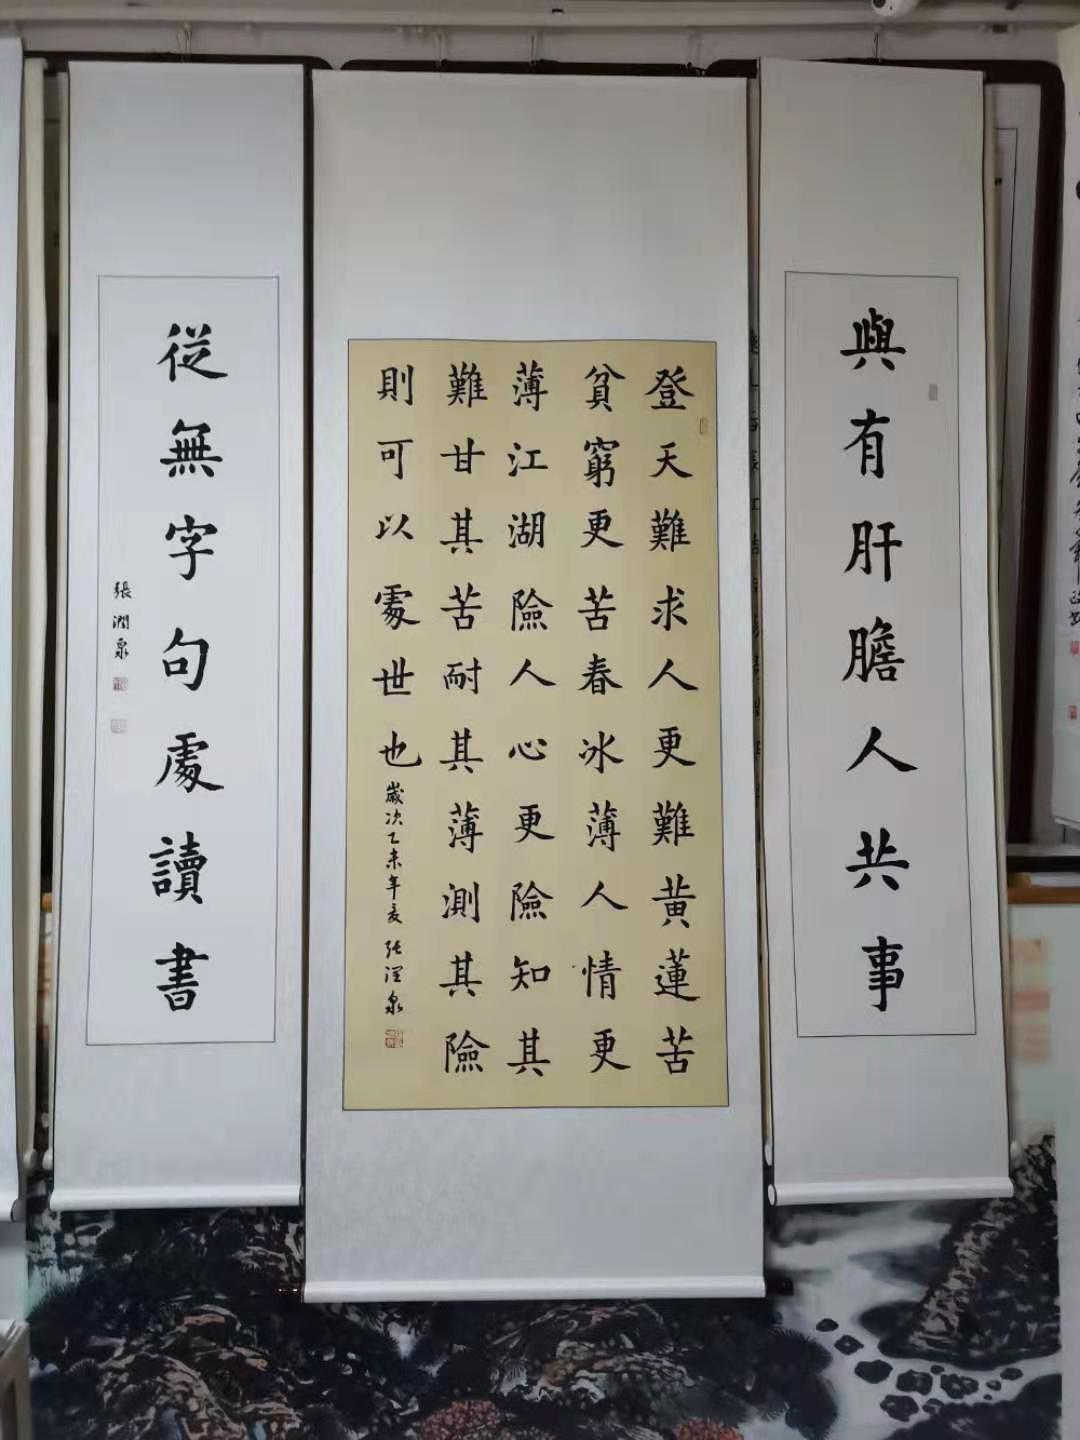 與有肝膽人共事
登天難求人更難黄蓮苦
貧窮更苦春冰薄人情更
薄江湖險人心更險知其
難甘其苦耐其薄測其險
則可以處世也
歲次乙未年夏 張潤泉
從無字句處讀書
張潤泉